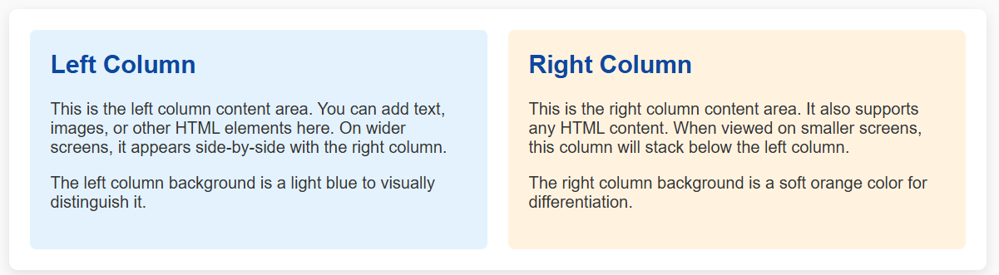 Left Column
This is the left column content area. You can add text,
images, or other HTML elements here. On wider
screens, it appears side-by-side with the right column.
The left column background is a light blue to visually
distinguish it.
Right Column
This is the right column content area. It also supports
any HTML content. When viewed on smaller screens,
this column will stack below the left column.
The right column background is a soft orange color for
differentiation.